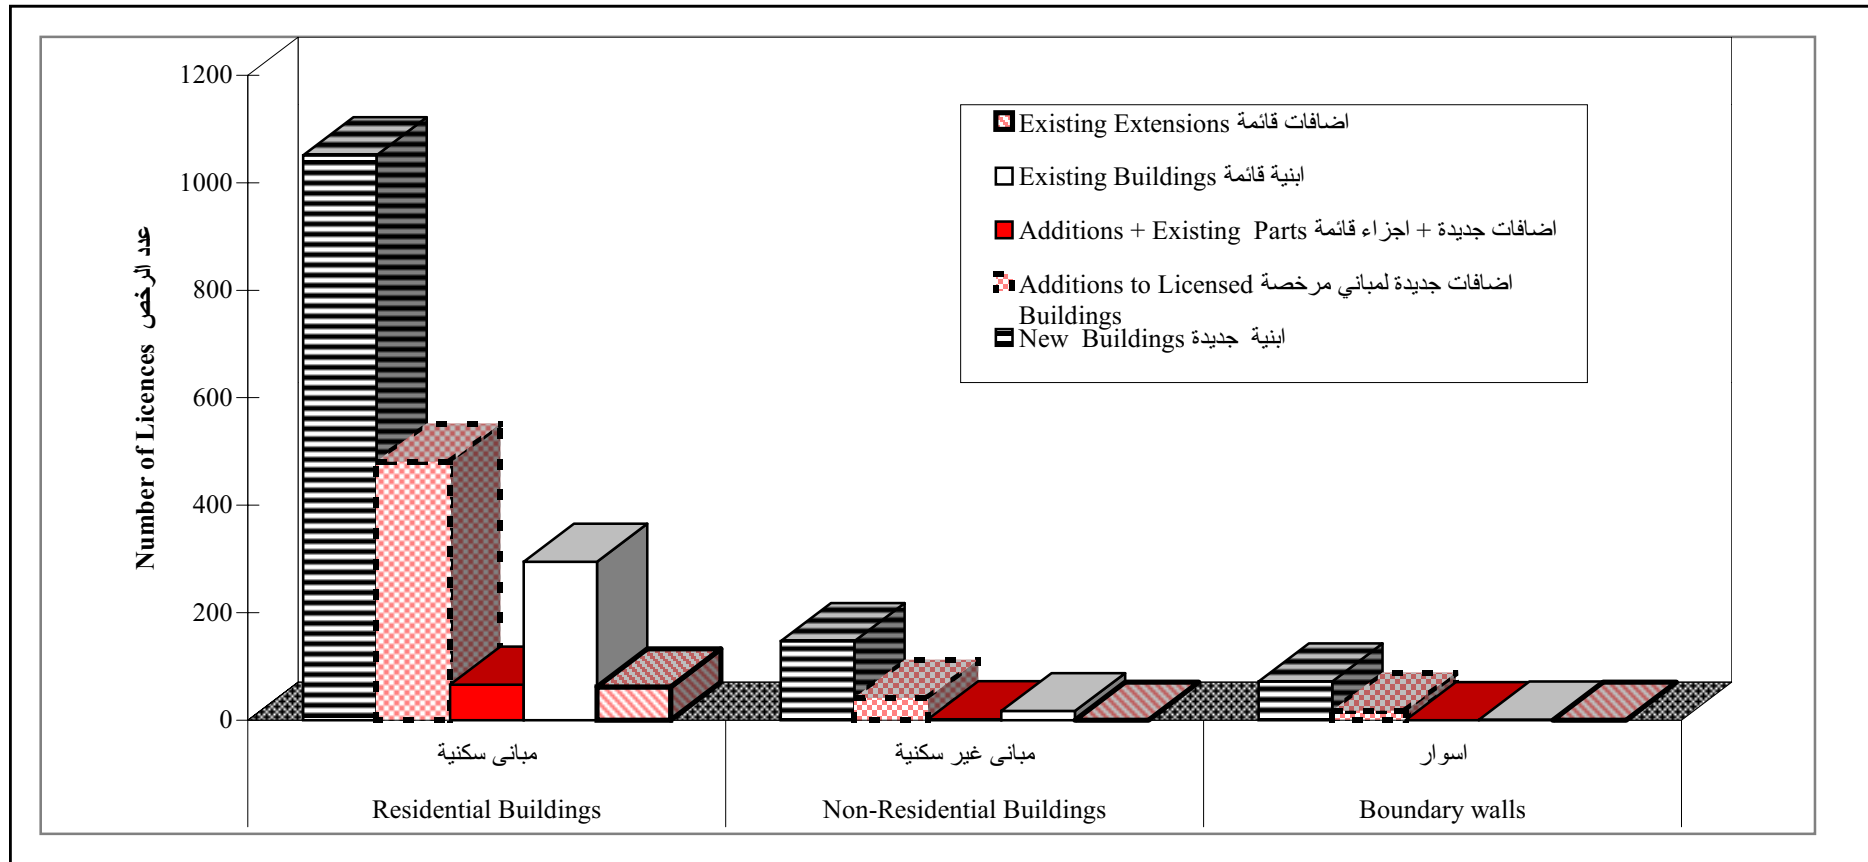 1200
1000
800
600
400
200
0
Number of Licences عدد الرخص
Existing Extensions اضافات قائمة
Existing Buildings ابنية قائمة
Additions + Existing Parts اضافات جديدة + اجزاء قائمة
Additions to Licensed اضافات جديدة لمباني مرخصة
Buildings
New Buildings ابنية جديدة
مبانى سكنية
مبانى غير سكنية
اسوار
Residential Buildings
Non-Residential Buildings
Boundary walls